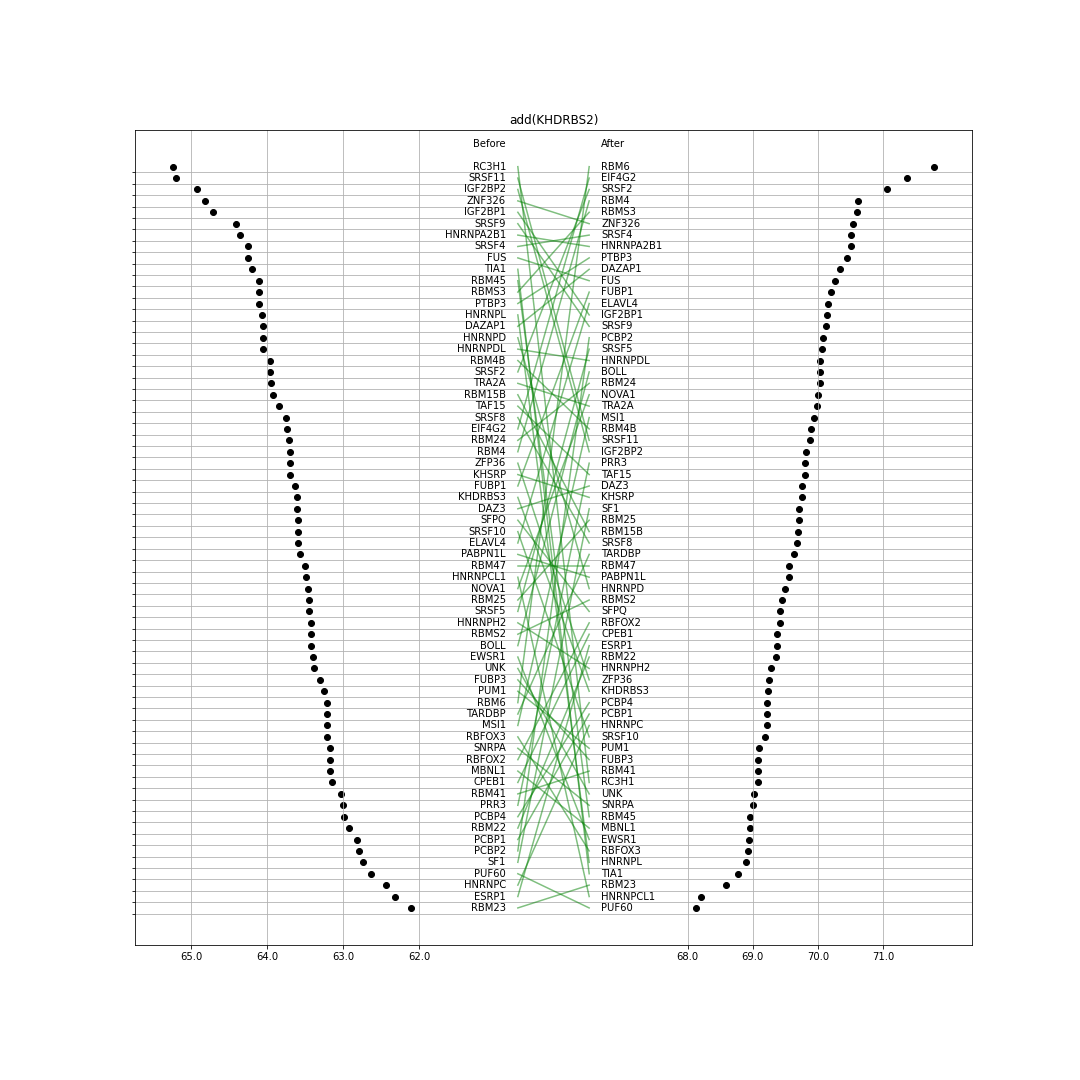 add(KHDRBS2)
Before After
RC3H1 RBM6
SRSF11 EIF4G2
IGF2BP2 SRSF2
ZNF326 RBM4
IGF2BP1 RBMS3
SRSF9 ZNF326
HNRNPA2B1 SRSF4
SRSF4 HNRNPA2B1
FUS PTBP3
TIA1 DAZAP1
RBM45 FUS
RBMS3 FUBP1
PTBP3 ELAVL4
HNRNPL IGF2BP1
DAZAP1 SRSF9
HNRNPD PCBP2
HNRNPDL SRSF5
RBM4B HNRNPDL
SRSF2 BOLL
TRA2A RBM24
RBM15B NOVA1
TAF15 TRA2A
SRSF8 MSI1
EIF4G2 RBM4B
RBM24 SRSF11
RBM4 IGF2BP2
ZFP36 PRR3
KHSRP TAF15
FUBP1 DAZ3
KHDRBS3 KHSRP
DAZ3 SF1
SFPQ RBM25
SRSF10 RBM15B
ELAVL4 SRSF8
PABPN1L TARDBP
RBM47 RBM47
HNRNPCL1 PABPN1L
NOVA1 HNRNPD
RBM25 RBMS2
SRSF5 SFPQ
HNRNPH2 RBFOX2
RBMS2 CPEB1
BOLL ESRP1
EWSR1 RBM22
UNK HNRNPH2
FUBP3 ZFP36
PUM1 KHDRBS3
RBM6 PCBP4
TARDBP PCBP1
MSI1 HNRNPC
RBFOX3 SRSF10
SNRPA PUM1
RBFOX2 FUBP3
MBNL1 RBM41
CPEB1 RC3H1
RBM41 UNK
PRR3 SNRPA
PCBP4 RBM45
RBM22 MBNL1
PCBP1 EWSR1
PCBP2 RBFOX3
SF1 HNRNPL
PUF60 TIA1
HNRNPC RBM23
ESRP1 HNRNPCL1
RBM23 PUF60
65.0 64.0 63.0 62.0 68.0 69.0 70.0 71.0